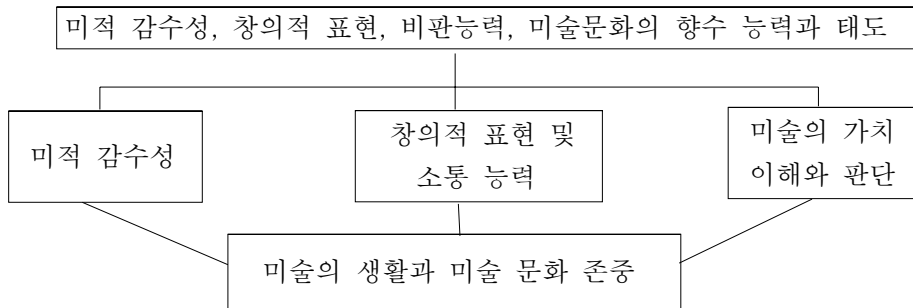 미적 감수성, 창의적 표현, 비판능력, 미술문화의 향수 능력과 태도
미적 감수성
창의적 표현 및
소통 능력
미술의 가치
이해와 판단
미술의 생활과 미술 문화 존중